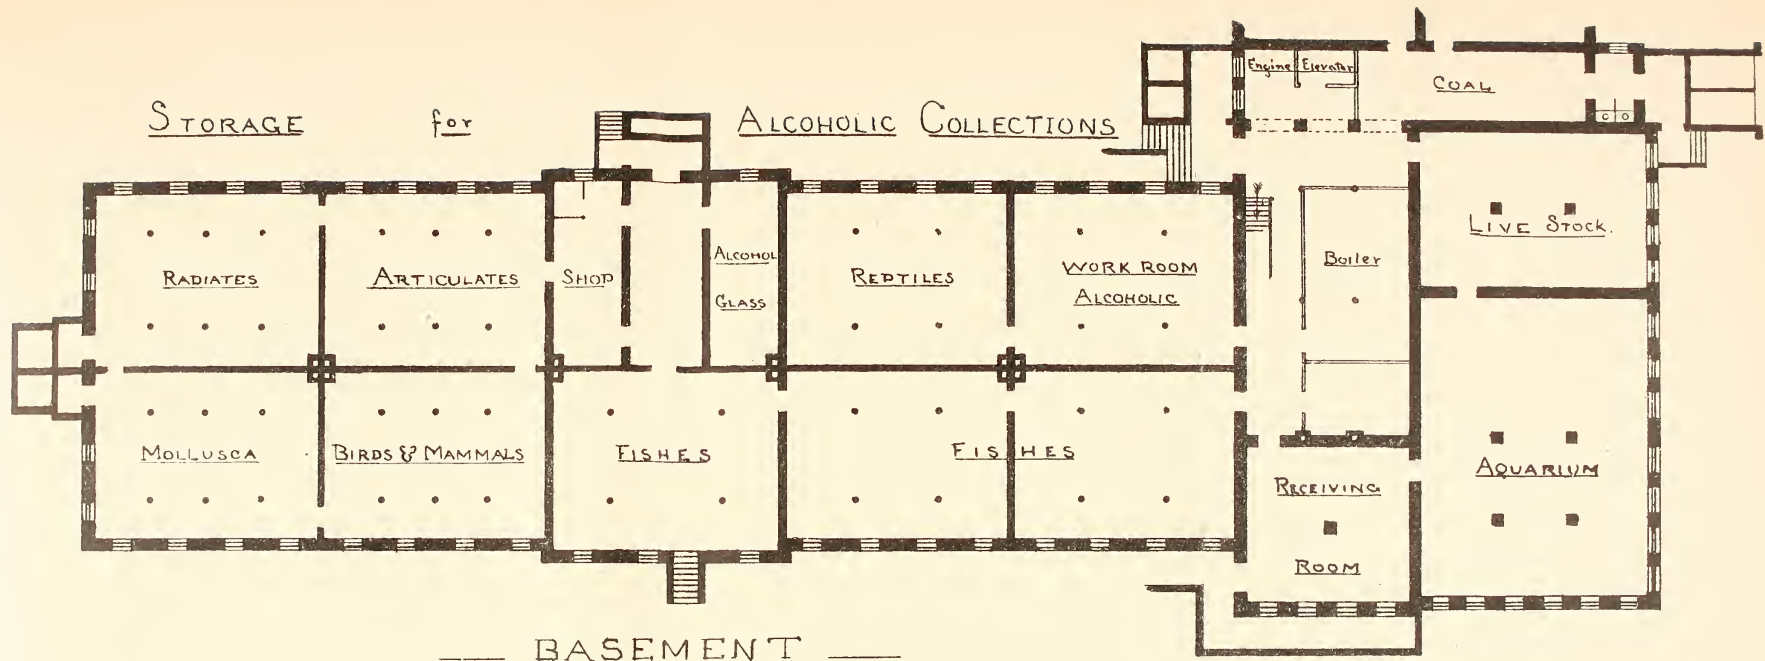 STORAGE for ALCOHOLIC COLLECTIONS
Engine Elevator
COAL
C O
LIVE STOCK.
RADIATES
ARTICULATES
SHOP
ALCOHOL
GLASS
REPTILES
WORK ROOM
ALCOHOLIC
Boiler
MOLLUSCA
BIRDS & MAMMALS
FISHES
FISHES
RECEIVING
ROOM
AQUARIUM
BASEMENT